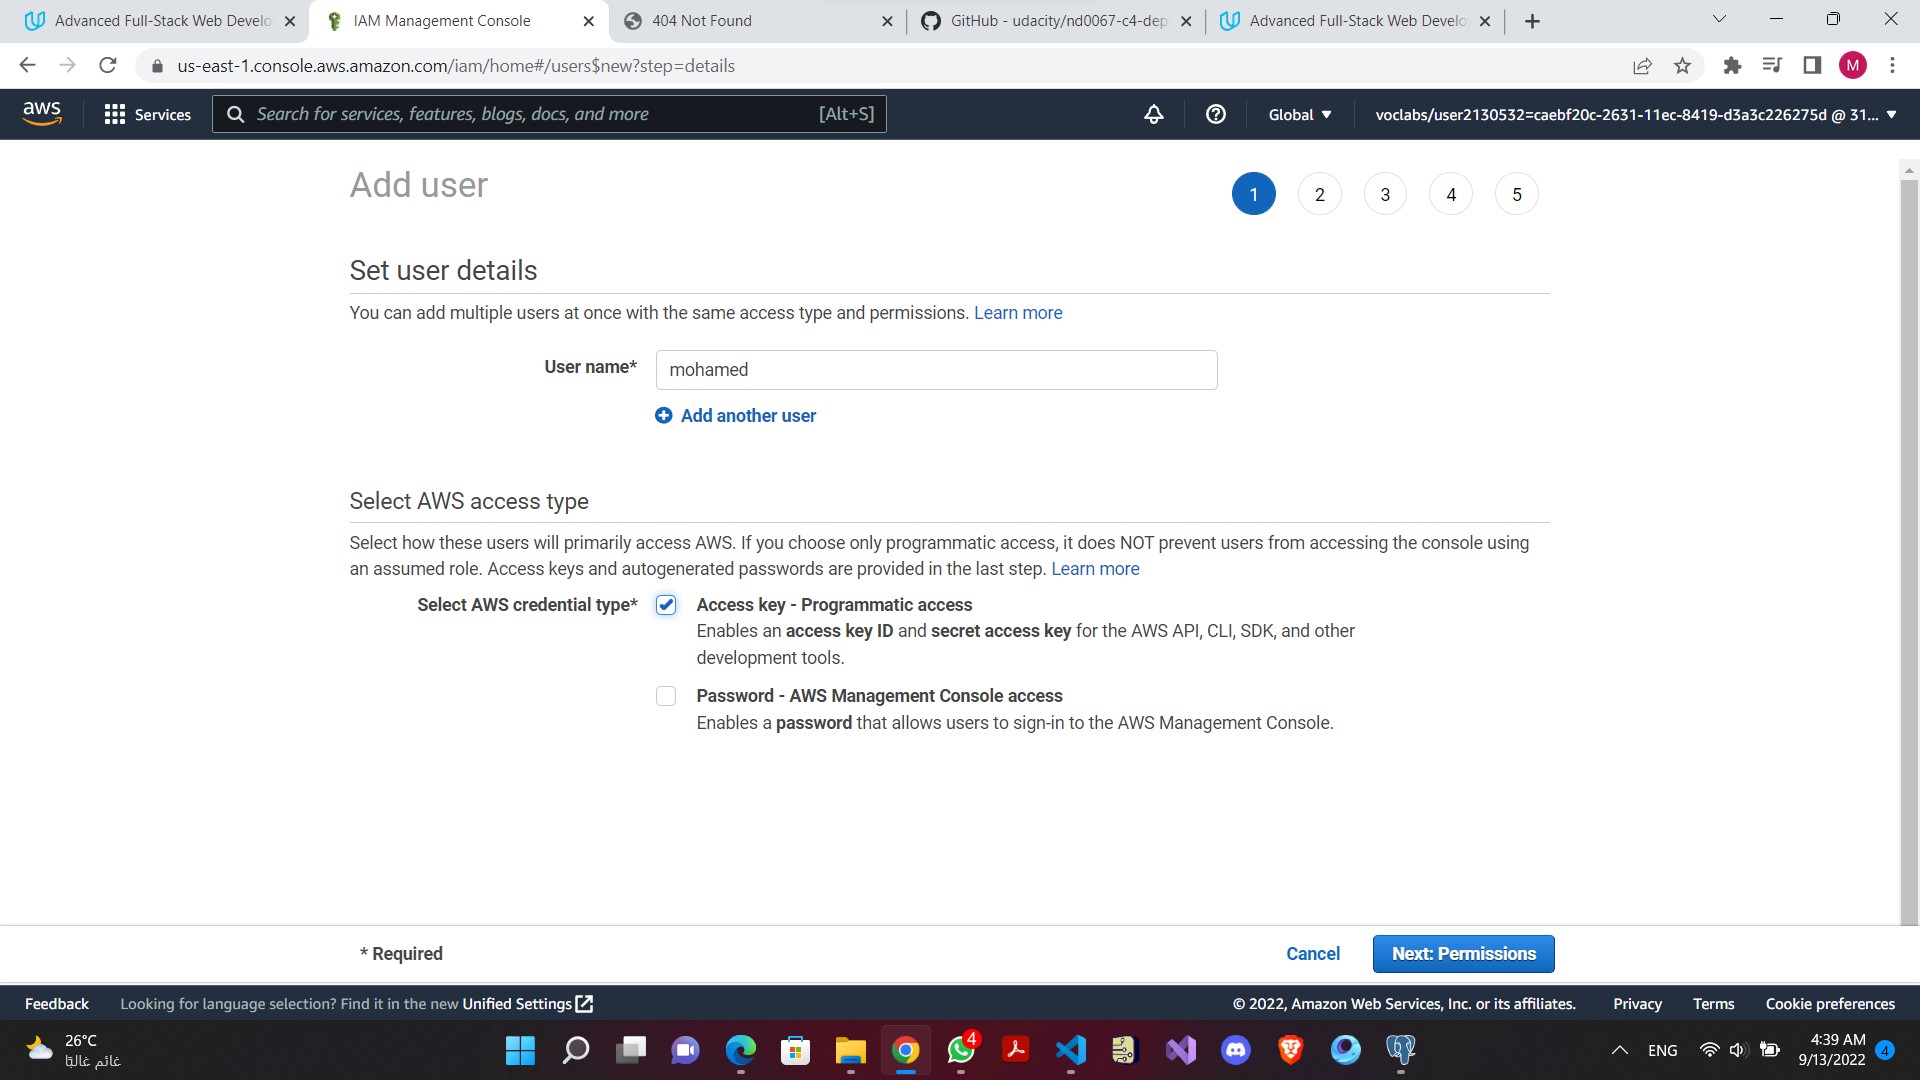 Advanced Full-Stack Web Develo
IAM Management Console
404 Not Found
GitHub - udacity/nd0067-c4-dep
Advanced Full-Stack Web Develo
us-east-1.console.aws.amazon.com/iam/home#/users$new?step=details
M
aws
Services
Search for services, features, blogs, docs, and more
[Alt+S]
Global
voclabs/user2130532=caebf20c-2631-11ec-8419-d3a3c226275d @ 31...
Add user
1
2
3
4
5
Set user details
You can add multiple users at once with the same access type and permissions. Learn more
User name*
mohamed
Add another user
Select AWS access type
Select how these users will primarily access AWS. If you choose only programmatic access, it does NOT prevent users from accessing the console using
an assumed role. Access keys and autogenerated passwords are provided in the last step. Learn more
Select AWS credential type*
Access key - Programmatic access
Enables an access key ID and secret access key for the AWS API, CLI, SDK, and other
development tools.
Password - AWS Management Console access
Enables a password that allows users to sign-in to the AWS Management Console.
* Required
Cancel
Next: Permissions
Feedback
Looking for language selection? Find it in the new Unified Settings
© 2022, Amazon Web Services, Inc. or its affiliates.
Privacy
Terms
Cookie preferences
26°C
غائم غالبًا
4
ENG
4:39 AM
9/13/2022
4